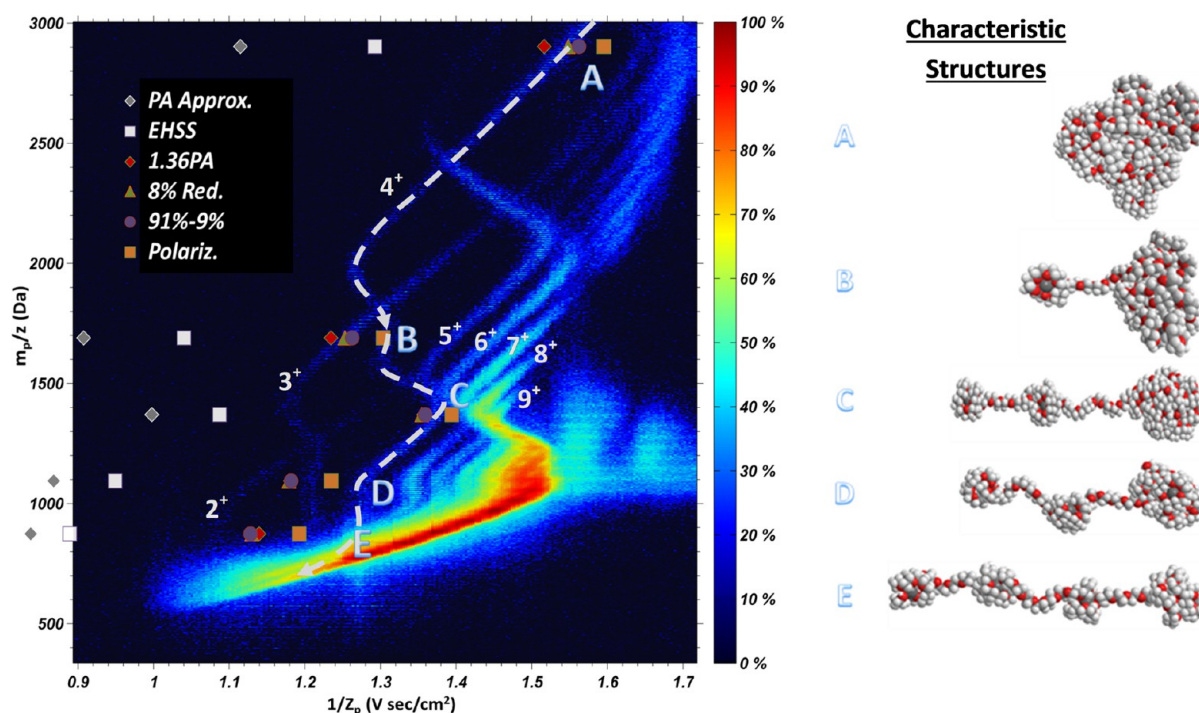 3000
2500
2000
1500
1000
500
m_p/z (Da)
PA Approx.
EHSS
1.36PA
8% Red.
91%-9%
Polariz.
4⁺
3⁺
2⁺
5⁺
6⁺
7⁺
8⁺
9⁺
A
B
C
D
E
0.9 1 1.1 1.2 1.3 1.4 1.5 1.6 1.7
1/Z_p (V sec/cm²)
100 %
90 %
80 %
70 %
60 %
50 %
40 %
30 %
20 %
10 %
0 %
Characteristic
Structures
A
B
C
D
E